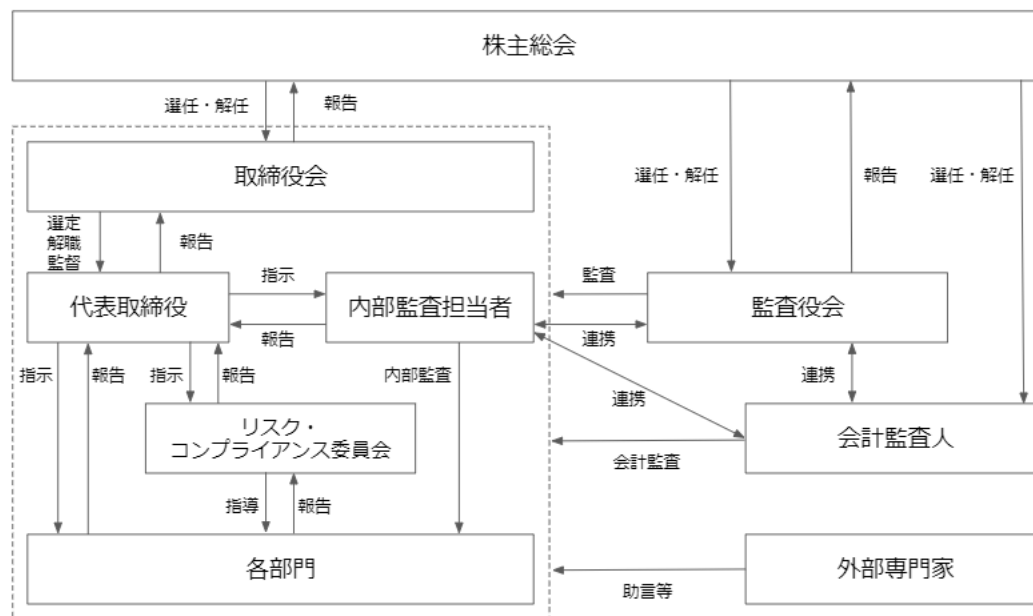 株主総会
選任・解任
報告
取締役会
選任・解任
報告
選任・解任
選定
解職
監督
報告
指示
監査
代表取締役
内部監査担当者
監査役会
報告
連携
指示
報告
指示
報告
内部監査
連携
連携
リスク・
コンプライアンス委員会
会計監査人
会計監査
指導
報告
各部門
外部専門家
助言等